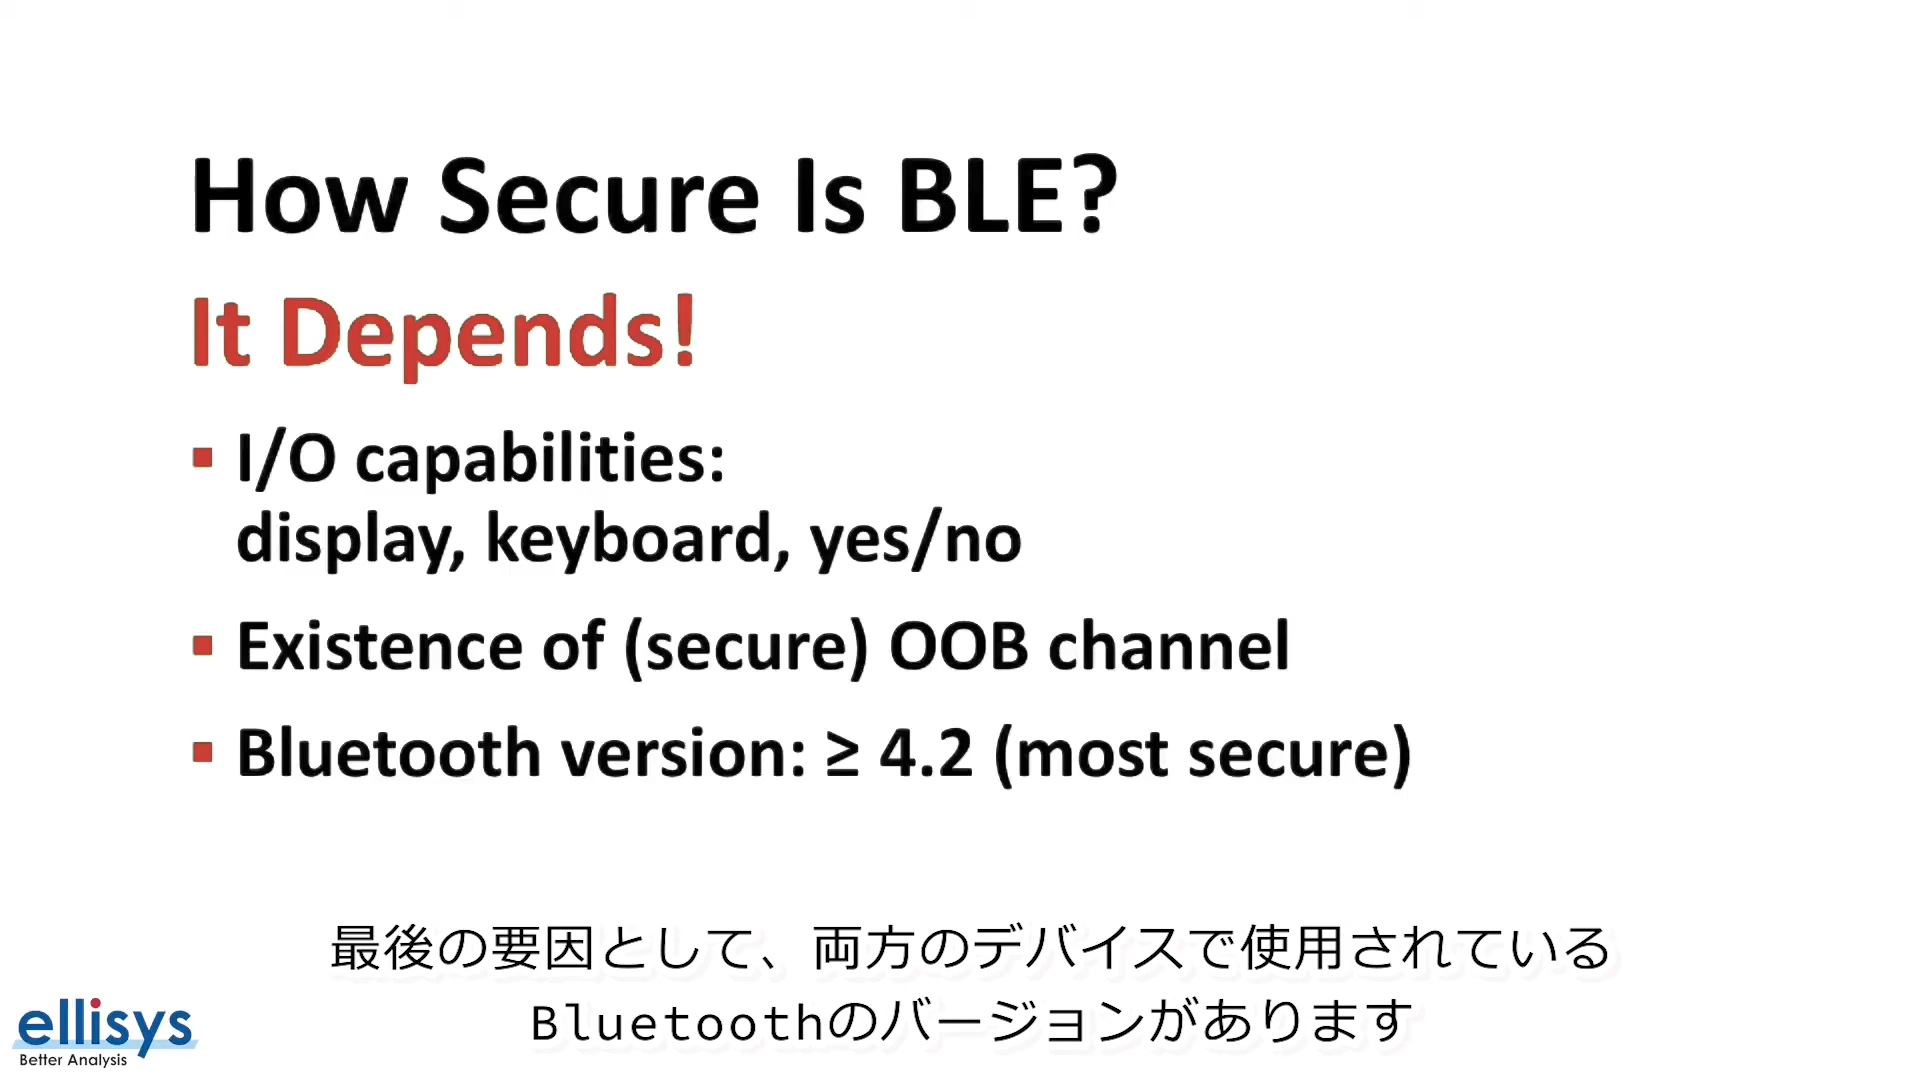 How Secure Is BLE?
It Depends!
▪ I/O capabilities:
display, keyboard, yes/no
▪ Existence of (secure) OOB channel
▪ Bluetooth version: ≥ 4.2 (most secure)
最後の要因として、両方のデバイスで使用されている
Bluetoothのバージョンがあります
ellisys
Better Analysis